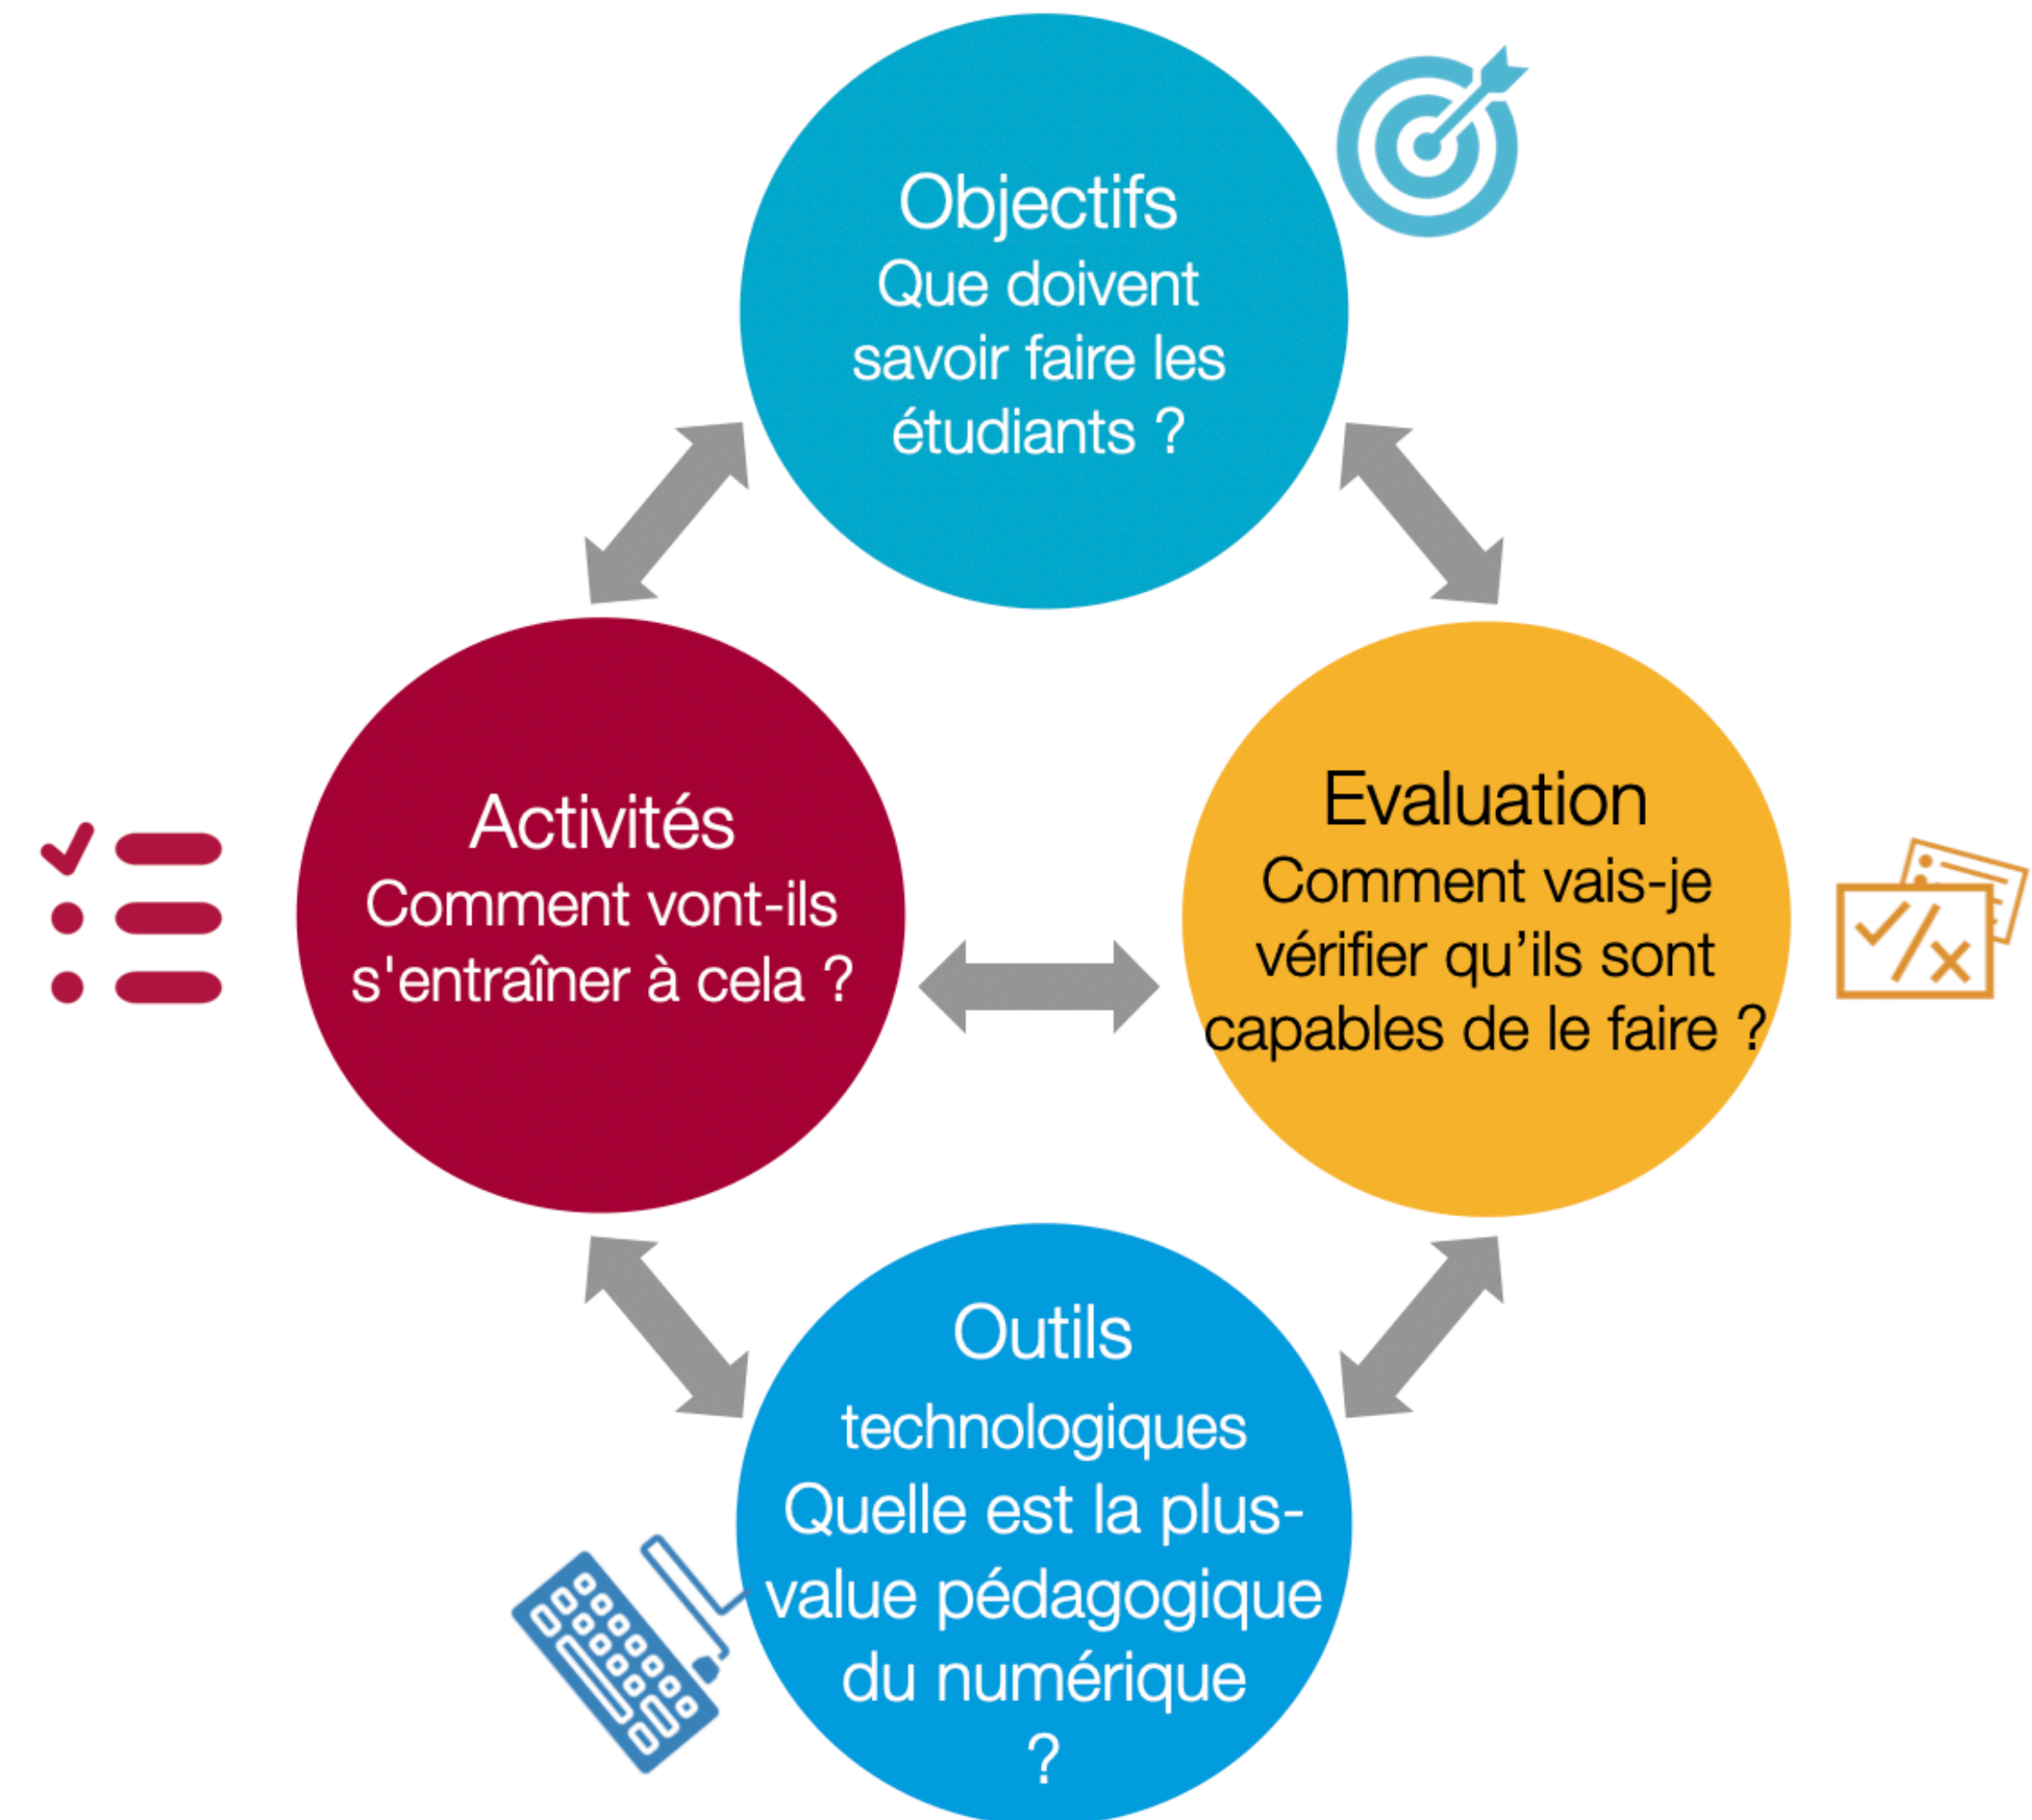 Objectifs
Que doivent
savoir faire les
étudiants ?
Activités
Comment vont-ils
s'entraîner à cela ?
Evaluation
Comment vais-je
vérifier qu’ils sont
capables de le faire ?
Outils
technologiques
Quelle est la plus-
value pédagogique
du numérique
?